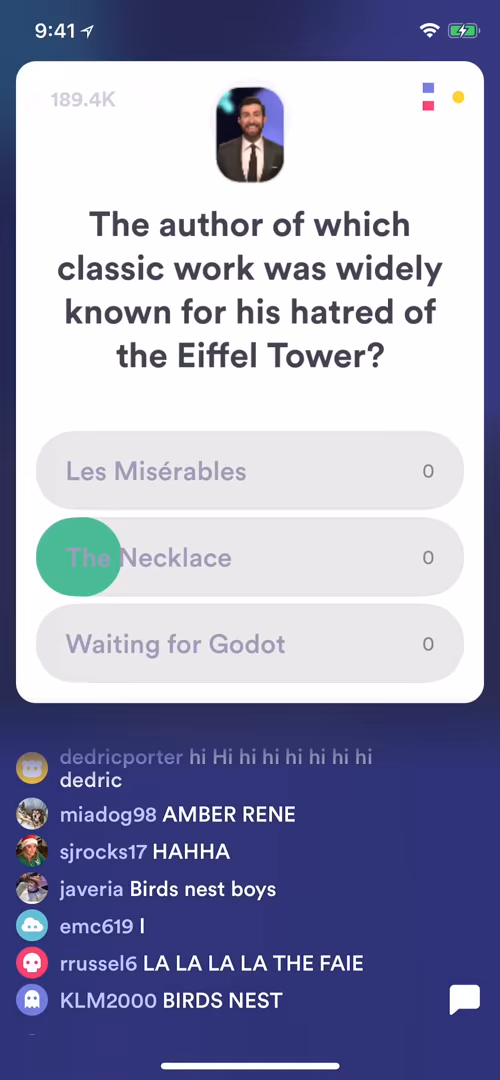 9:41
189.4K
The author of which
classic work was widely
known for his hatred of
the Eiffel Tower?
Les Misérables 0
The Necklace 0
Waiting for Godot 0
dedricporter hi Hi hi hi hi hi hi hi
dedric
miadog98 AMBER RENE
sjrocks17 HAHHA
javeria Birds nest boys
emc619 I
rrussel6 LA LA LA LA THE FAIE
KLM2000 BIRDS NEST